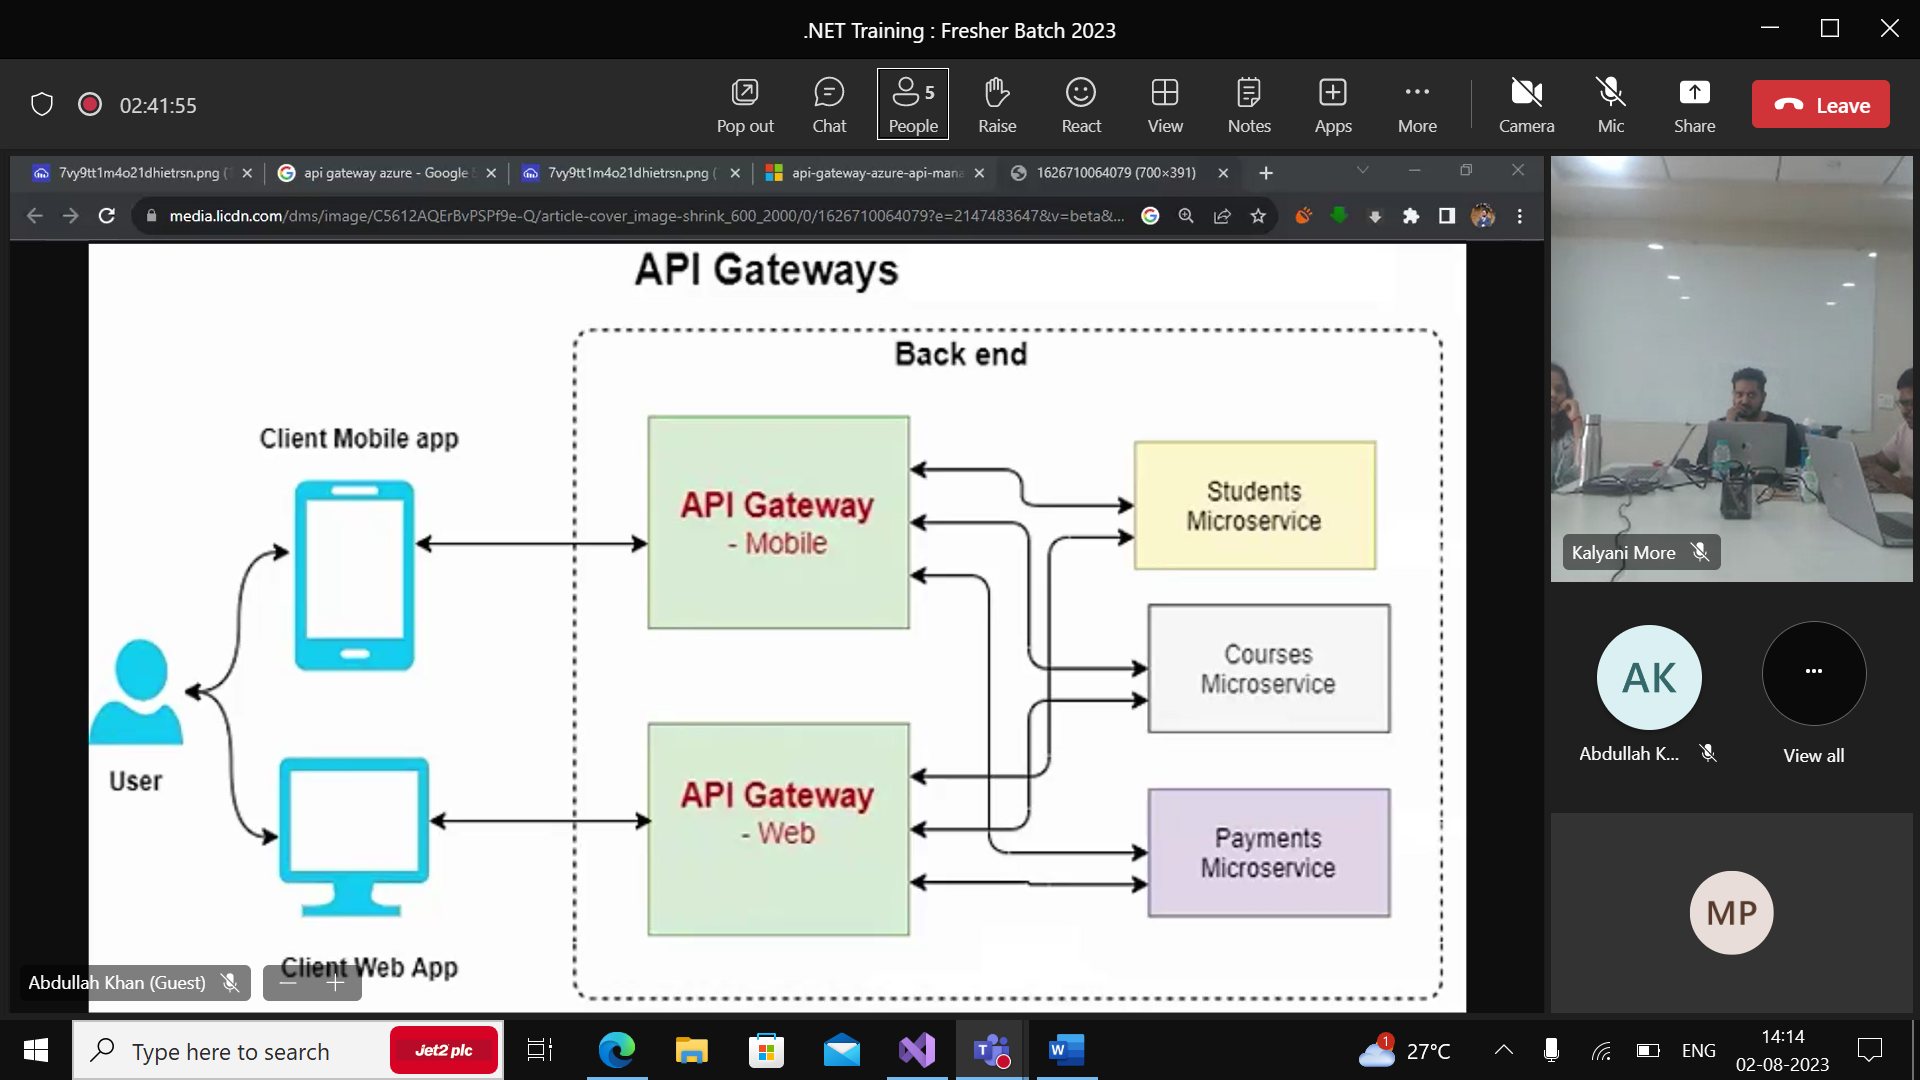 .NET Training : Fresher Batch 2023
02:41:55
Pop out
Chat
5
People
Raise
React
View
Notes
Apps
More
Camera
Mic
Share
Leave
7vy9tt1m4o21dhietrsn.png (
api gateway azure - Google
7vy9tt1m4o21dhietrsn.png (
api-gateway-azure-api-mana
1626710064079 (700×391)
media.licdn.com/dms/image/C5612AQErBvPSPf9e-Q/article-cover_image-shrink_600_2000/0/1626710064079?e=2147483647&v=beta&...
API Gateways
Back end
Client Mobile app
API Gateway
- Mobile
Students
Microservice
Courses
Microservice
User
API Gateway
- Web
Payments
Microservice
Client Web App
Abdullah Khan (Guest)
Kalyani More
AK
Abdullah K...
View all
MP
Type here to search
Jet2 plc
1
27°C
ENG
14:14
02-08-2023